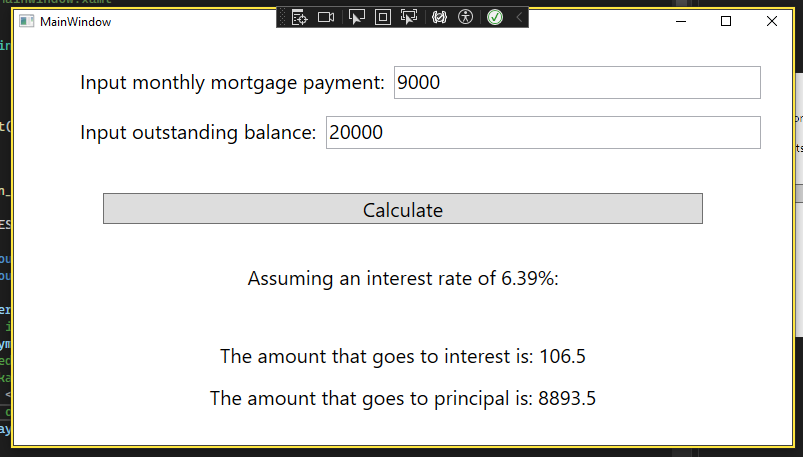 MainWindow
Input monthly mortgage payment: 9000
Input outstanding balance: 20000
Calculate
Assuming an interest rate of 6.39%:
The amount that goes to interest is: 106.5
The amount that goes to principal is: 8893.5